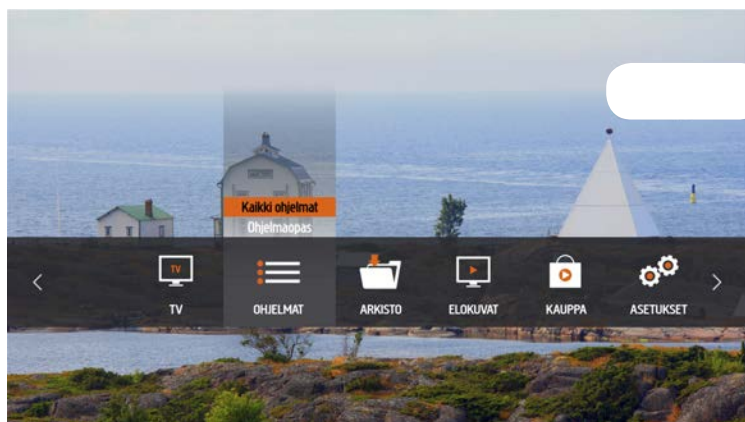 Kaikki ohjelmat
Ohjelmaopas
TV
TV
OHJELMAT
ARKISTO
ELOKUVAT
KAUPPA
ASETUKSET